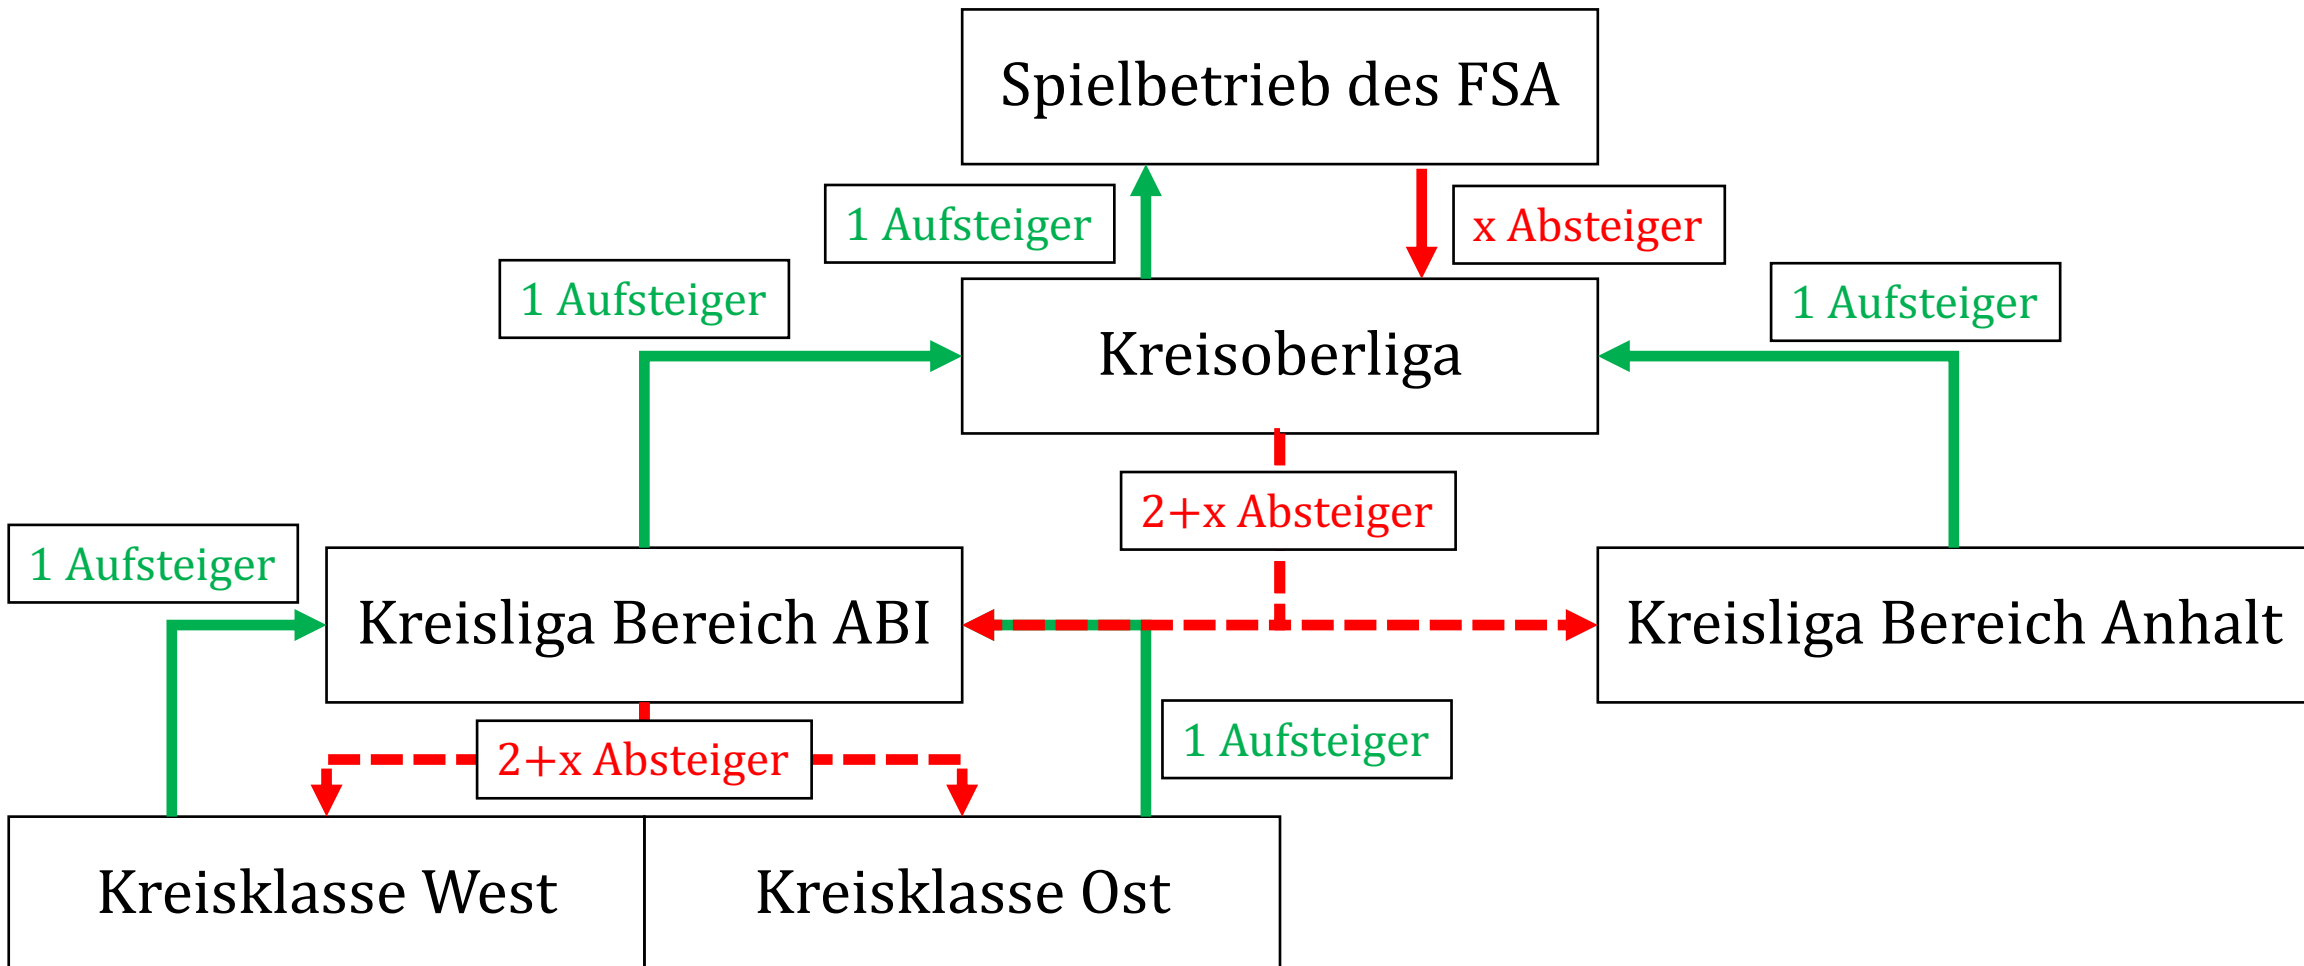 Spielbetrieb des FSA
1 Aufsteiger
x Absteiger
1 Aufsteiger
1 Aufsteiger
Kreisoberliga
2+x Absteiger
1 Aufsteiger
Kreisliga Bereich ABI
Kreisliga Bereich Anhalt
2+x Absteiger
1 Aufsteiger
Kreisklasse West
Kreisklasse Ost